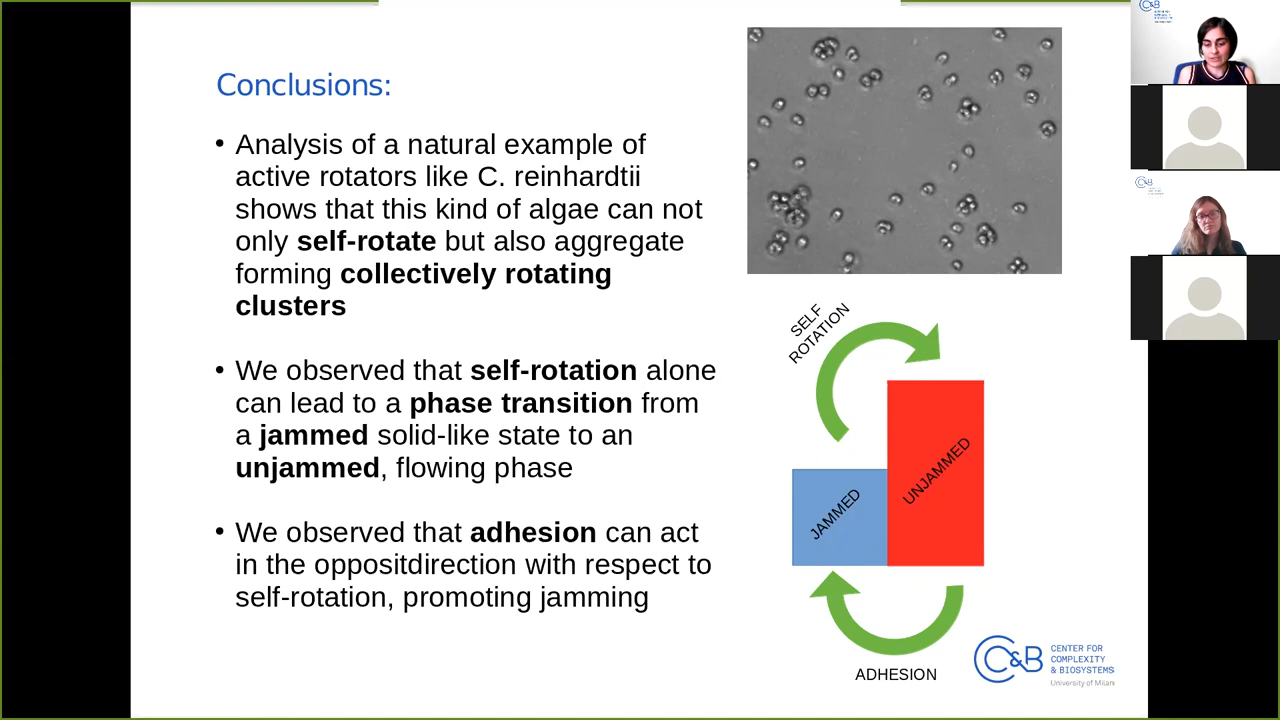 Conclusions:
• Analysis of a natural example of
active rotators like C. reinhardtii
shows that this kind of algae can not
only self-rotate but also aggregate
forming collectively rotating
clusters
• We observed that self-rotation alone
can lead to a phase transition from
a jammed solid-like state to an
unjammed, flowing phase
• We observed that adhesion can act
in the oppositdirection with respect to
self-rotation, promoting jamming
SELF
ROTATION
JAMMED
UNJAMMED
ADHESION
C&B
CENTER FOR
COMPLEXITY
& BIOSYSTEMS
University of Milan
C&B
C&B